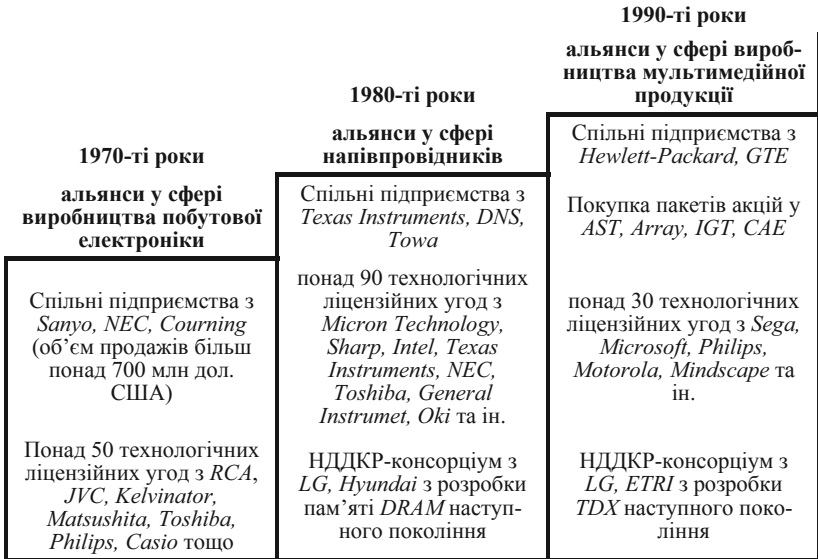 1970-ті роки
альянси у сфері
виробництва побутової
електроніки
Спільні підприємства з
Sanyo, NEC, Courning
(об’єм продажів більш
понад 700 млн дол.
США)
Понад 50 технологічних
ліцензійних угод з RCA,
JVC, Kelvinator,
Matsushita, Toshiba,
Philips, Casio тощо
1980-ті роки
альянси у сфері
напівпровідників
Спільні підприємства з
Texas Instruments, DNS,
Towa
понад 90 технологічних
ліцензійних угод з
Micron Technology,
Sharp, Intel, Texas
Instruments, NEC,
Toshiba, General
Instrumet, Oki та ін.
НДДКР-консорціум з
LG, Hyundai з розробки
пам’яті DRAM наступ-
ного покоління
1990-ті роки
альянси у сфері вироб-
ництва мультимедійної
продукції
Спільні підприємства з
Hewlett-Packard, GTE
Покупка пакетів акцій у
AST, Array, IGT, CAE
понад 30 технологічних
ліцензійних угод з Sega,
Microsoft, Philips,
Motorola, Mindscape та
ін.
НДДКР-консорціум з
LG, ETRI з розробки
TDX наступного поко-
ління